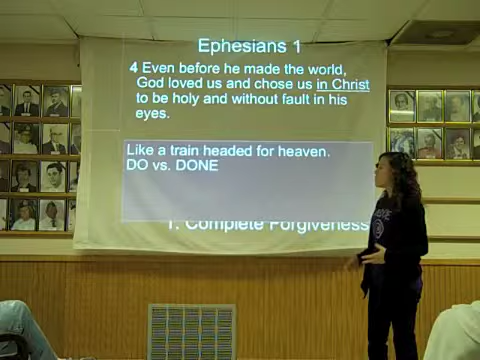 Ephesians 1
4 Even before he made the world,
God loved us and chose us in Christ
to be holy and without fault in his
eyes.
Like a train headed for heaven.
DO vs. DONE
1. Complete Forgiveness